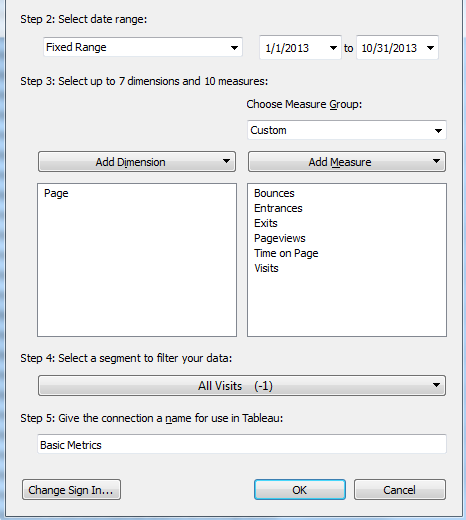 Step 2: Select date range:
Fixed Range 1/1/2013 to 10/31/2013
Step 3: Select up to 7 dimensions and 10 measures:
Choose Measure Group:
Custom
Add Dimension Add Measure
Page Bounces
Entrances
Exits
Pageviews
Time on Page
Visits
Step 4: Select a segment to filter your data:
All Visits (-1)
Step 5: Give the connection a name for use in Tableau:
Basic Metrics
Change Sign In... OK Cancel